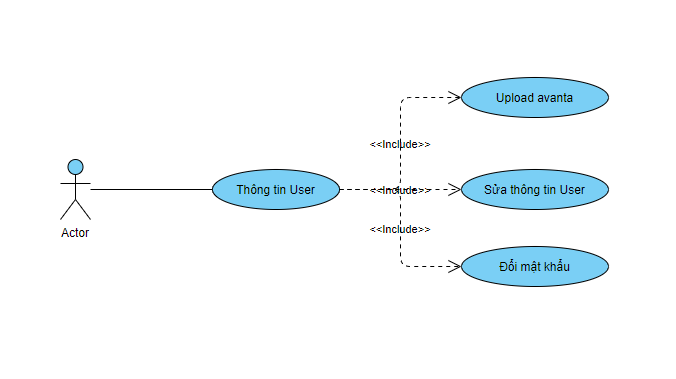 Upload avanta
<<Include>>
Thông tin User
<<Include>>
Sửa thông tin User
<<Include>>
Actor
Đổi mật khẩu